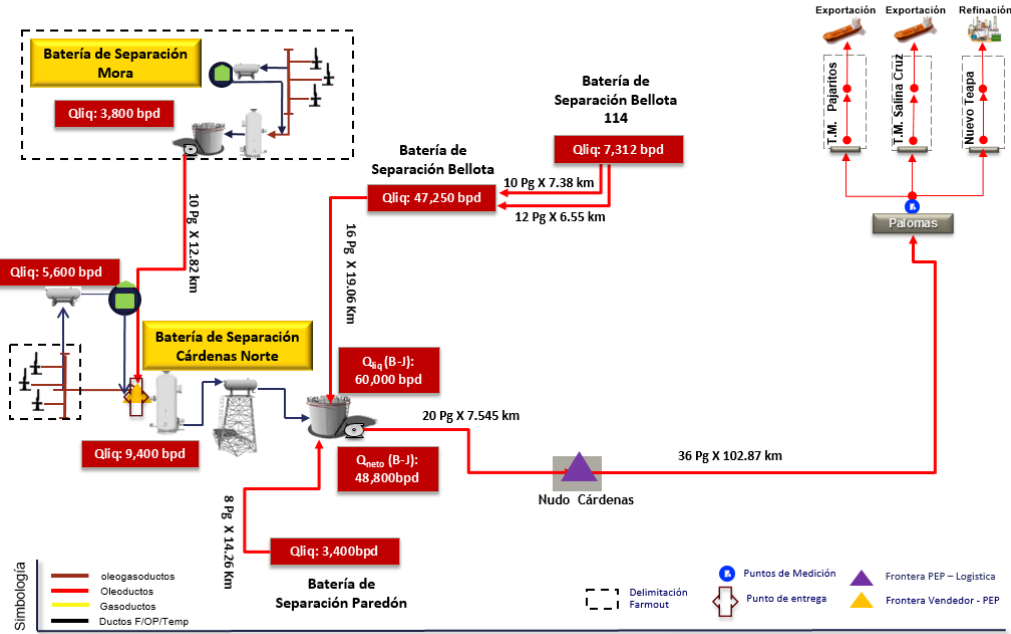 Exportación
Exportación
Refinación
T.M. Pajaritos
T.M. Salina Cruz
Nuevo Teapa
Palomas
Batería de Separación
Mora
Qliq: 3,800 bpd
Batería de
Separación Bellota
114
Qliq: 7,312 bpd
Batería de
Separación Bellota
Qliq: 47,250 bpd
10 Pg X 7.38 km
12 Pg X 6.55 km
10 Pg X 12.82 km
16 Pg X 19.06 Km
Qliq: 5,600 bpd
Batería de Separación
Cárdenas Norte
Qliq (B-J):
60,000 bpd
20 Pg X 7.545 km
Qliq: 9,400 bpd
Qneto (B-J):
48,800bpd
36 Pg X 102.87 km
Nudo Cárdenas
8 Pg X 14.26 Km
Qliq: 3,400bpd
Batería de
Separación Paredón
Simbología
oleogasoductos
Oleoductos
Gasoductos
Ductos F/OP/Temp
Delimitación
Farmout
Puntos de Medición
Punto de entrega
Frontera PEP – Logistica
Frontera Vendedor - PEP